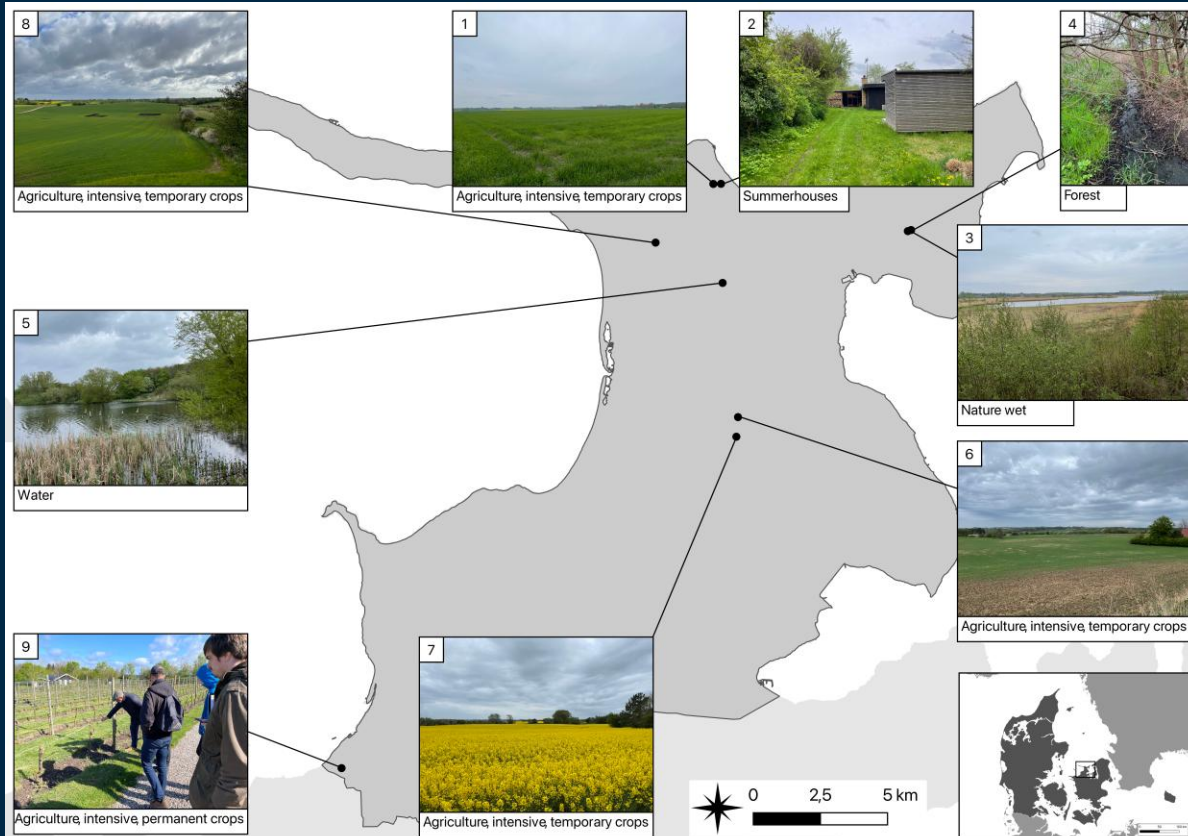 8
Agriculture, intensive, temporary crops
1
Agriculture, intensive, temporary crops
2
Summerhouses
4
Forest
3
Nature wet
5
Water
6
Agriculture, intensive, temporary crops
9
Agriculture, intensive, permanent crops
7
Agriculture, intensive, temporary crops
0 2,5 5 km